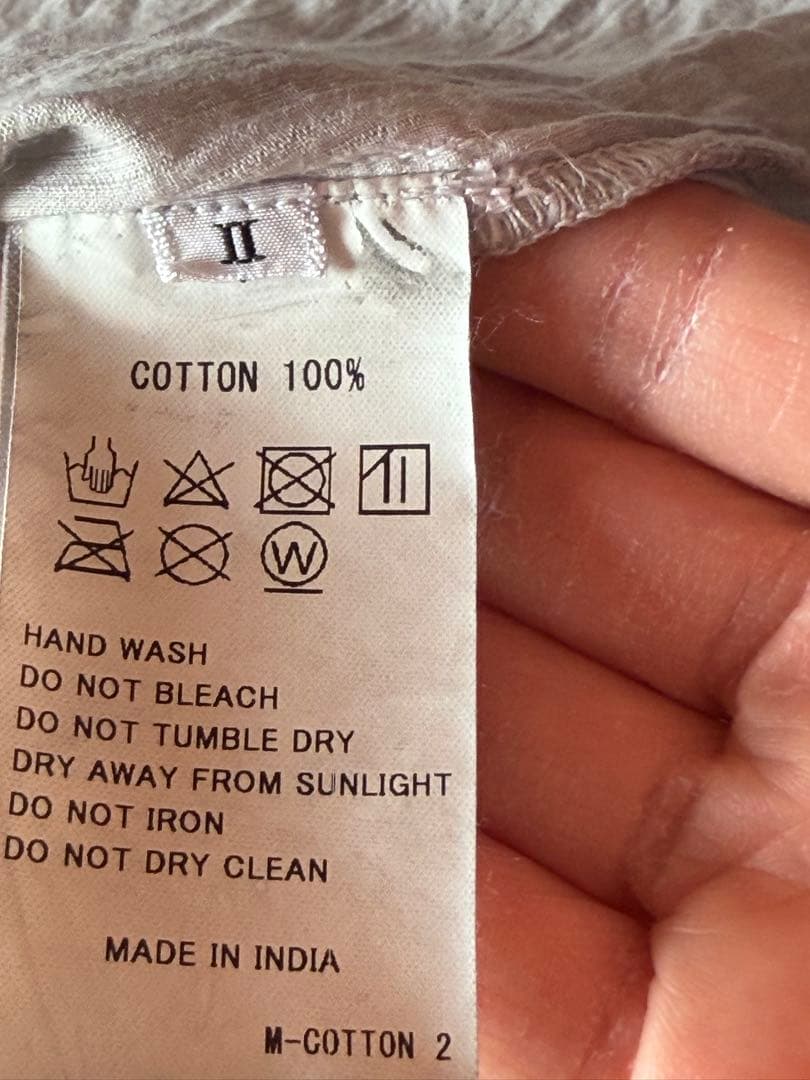 II
COTTON 100%
W
HAND WASH
DO NOT BLEACH
DO NOT TUMBLE DRY
DRY AWAY FROM SUNLIGHT
DO NOT IRON
DO NOT DRY CLEAN
MADE IN INDIA
M-COTTON 2